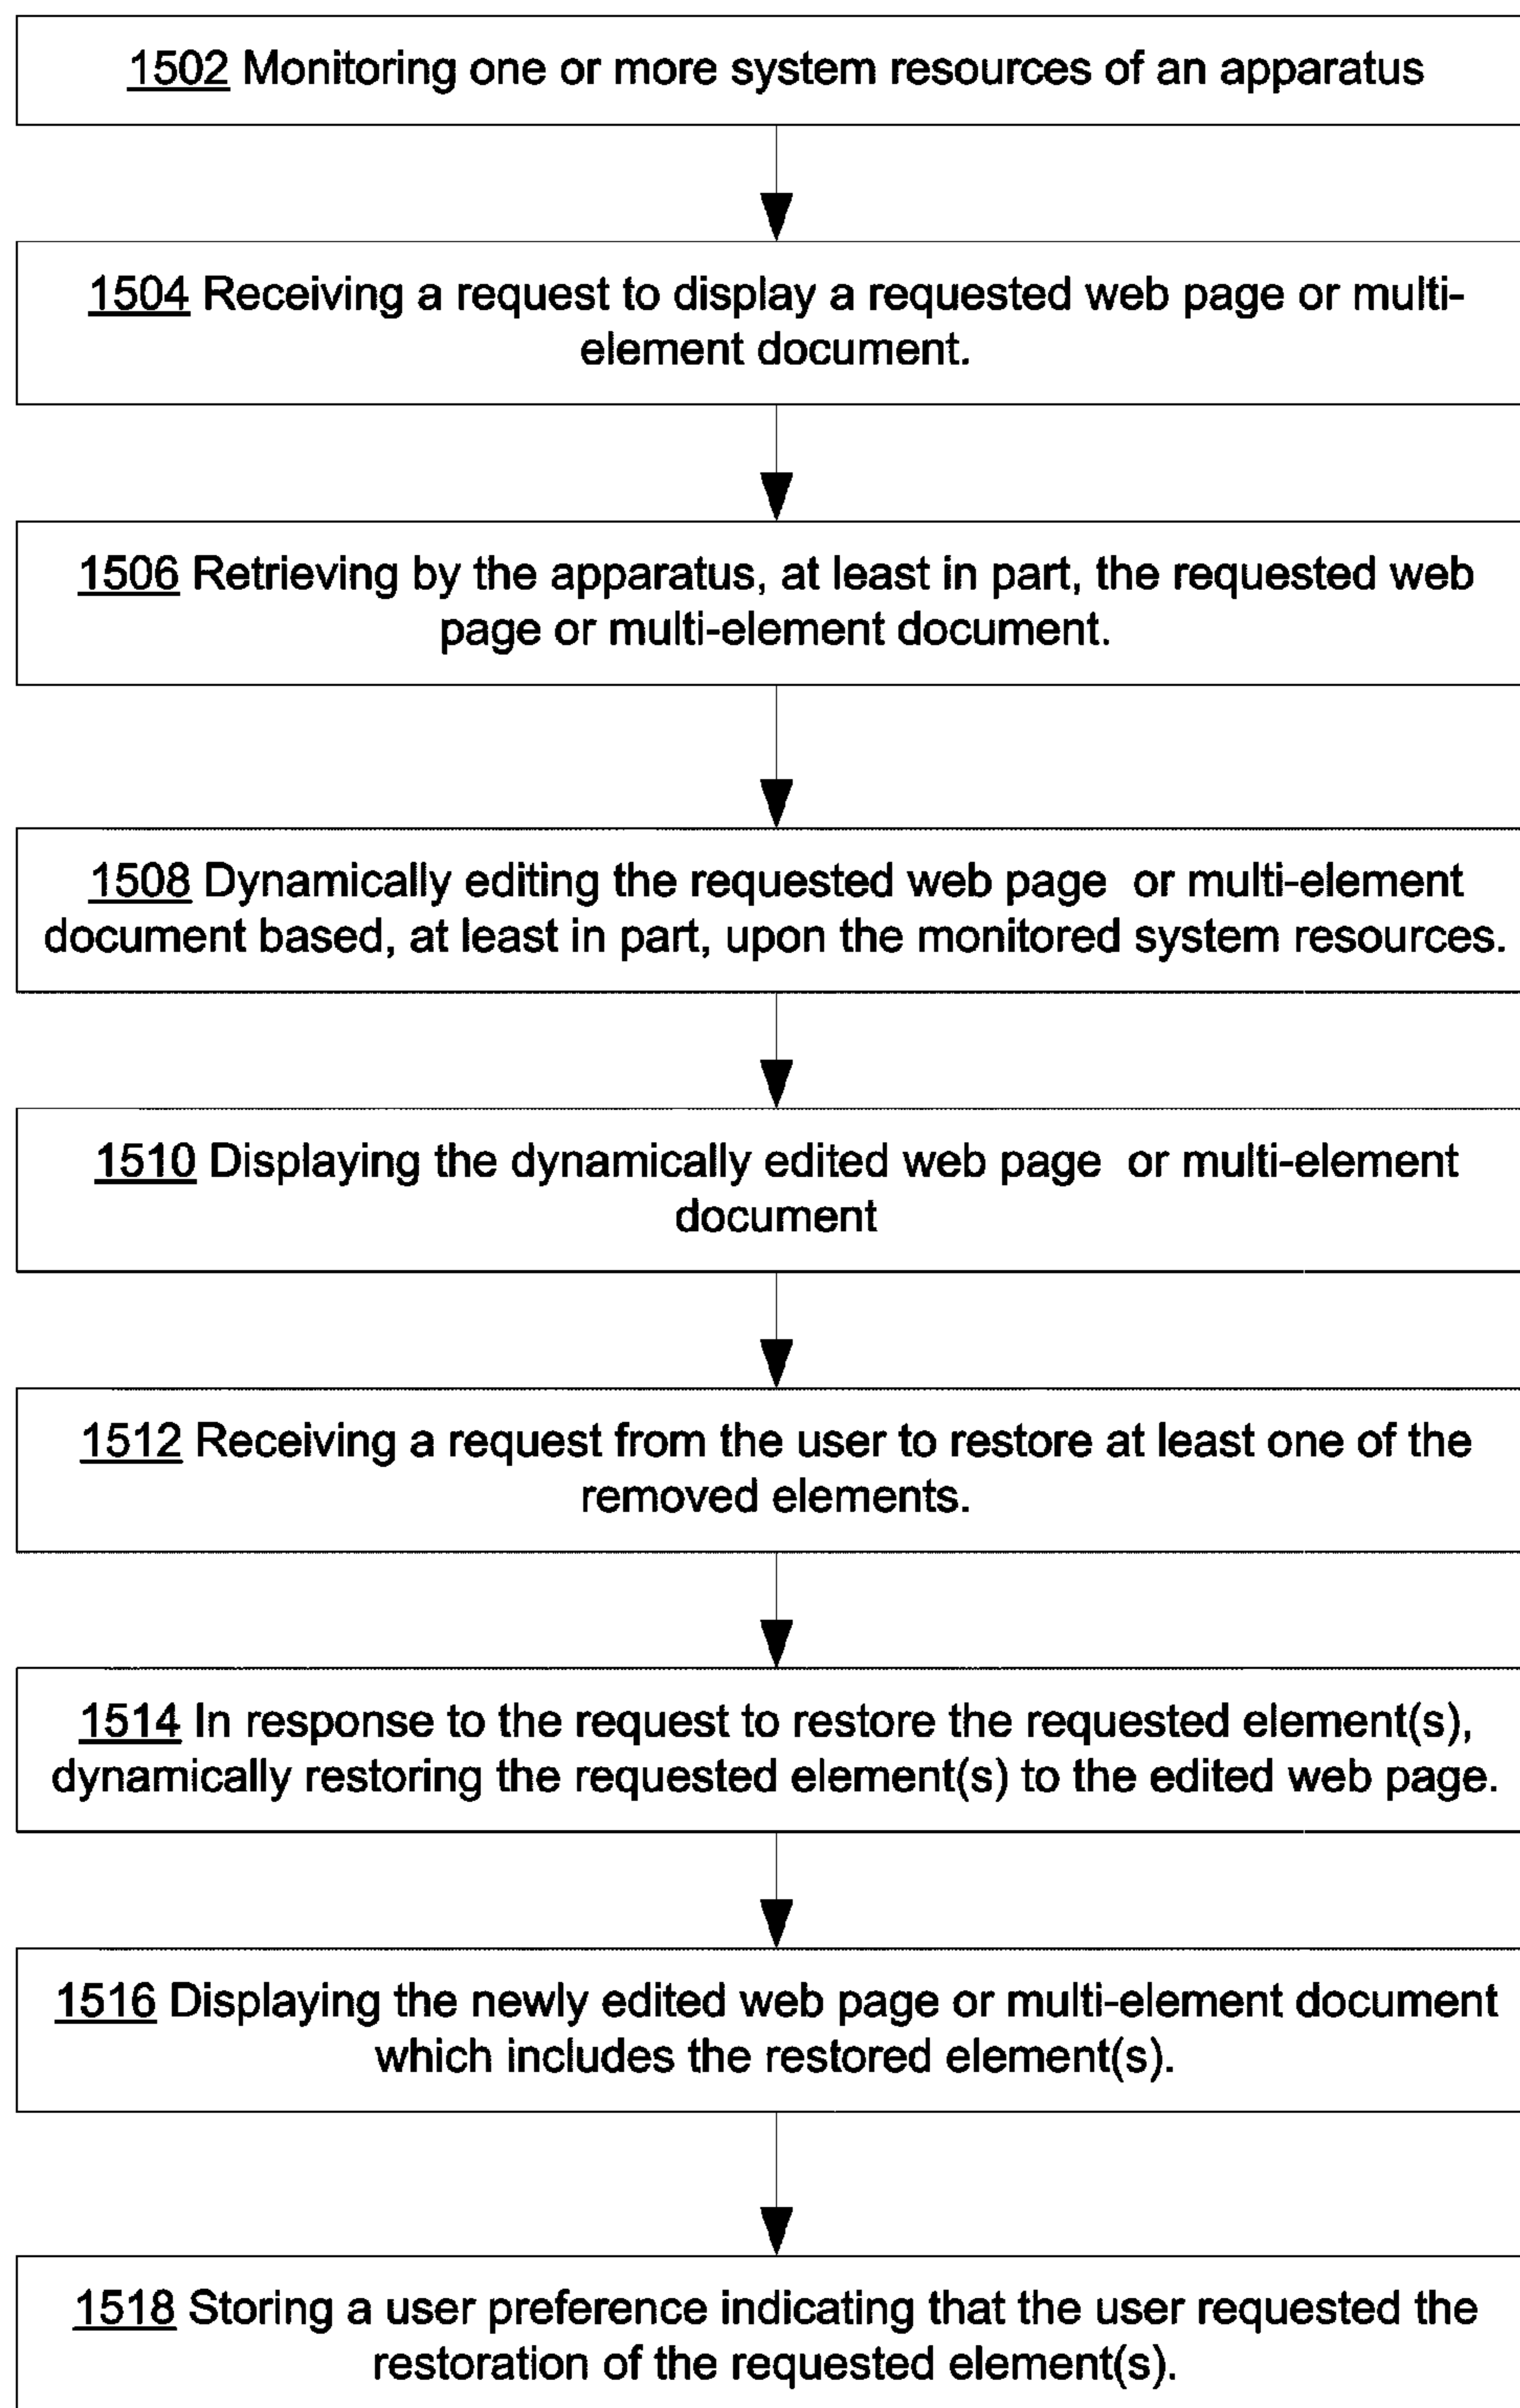 1502 Monitoring one or more system resources of an apparatus
1504 Receiving a request to display a requested web page or multi-
element document.
1506 Retrieving by the apparatus, at least in part, the requested web
page or multi-element document.
1508 Dynamically editing the requested web page  or multi-element
document based, at least in part, upon the monitored system resources.
1510 Displaying the dynamically edited web page  or multi-element
document
1512 Receiving a request from the user to restore at least one of the
removed elements.
1514 In response to the request to restore the requested element(s),
dynamically restoring the requested element(s) to the edited web page.
1516 Displaying the newly edited web page or multi-element document
which includes the restored element(s).
1518 Storing a user preference indicating that the user requested the
restoration of the requested element(s).